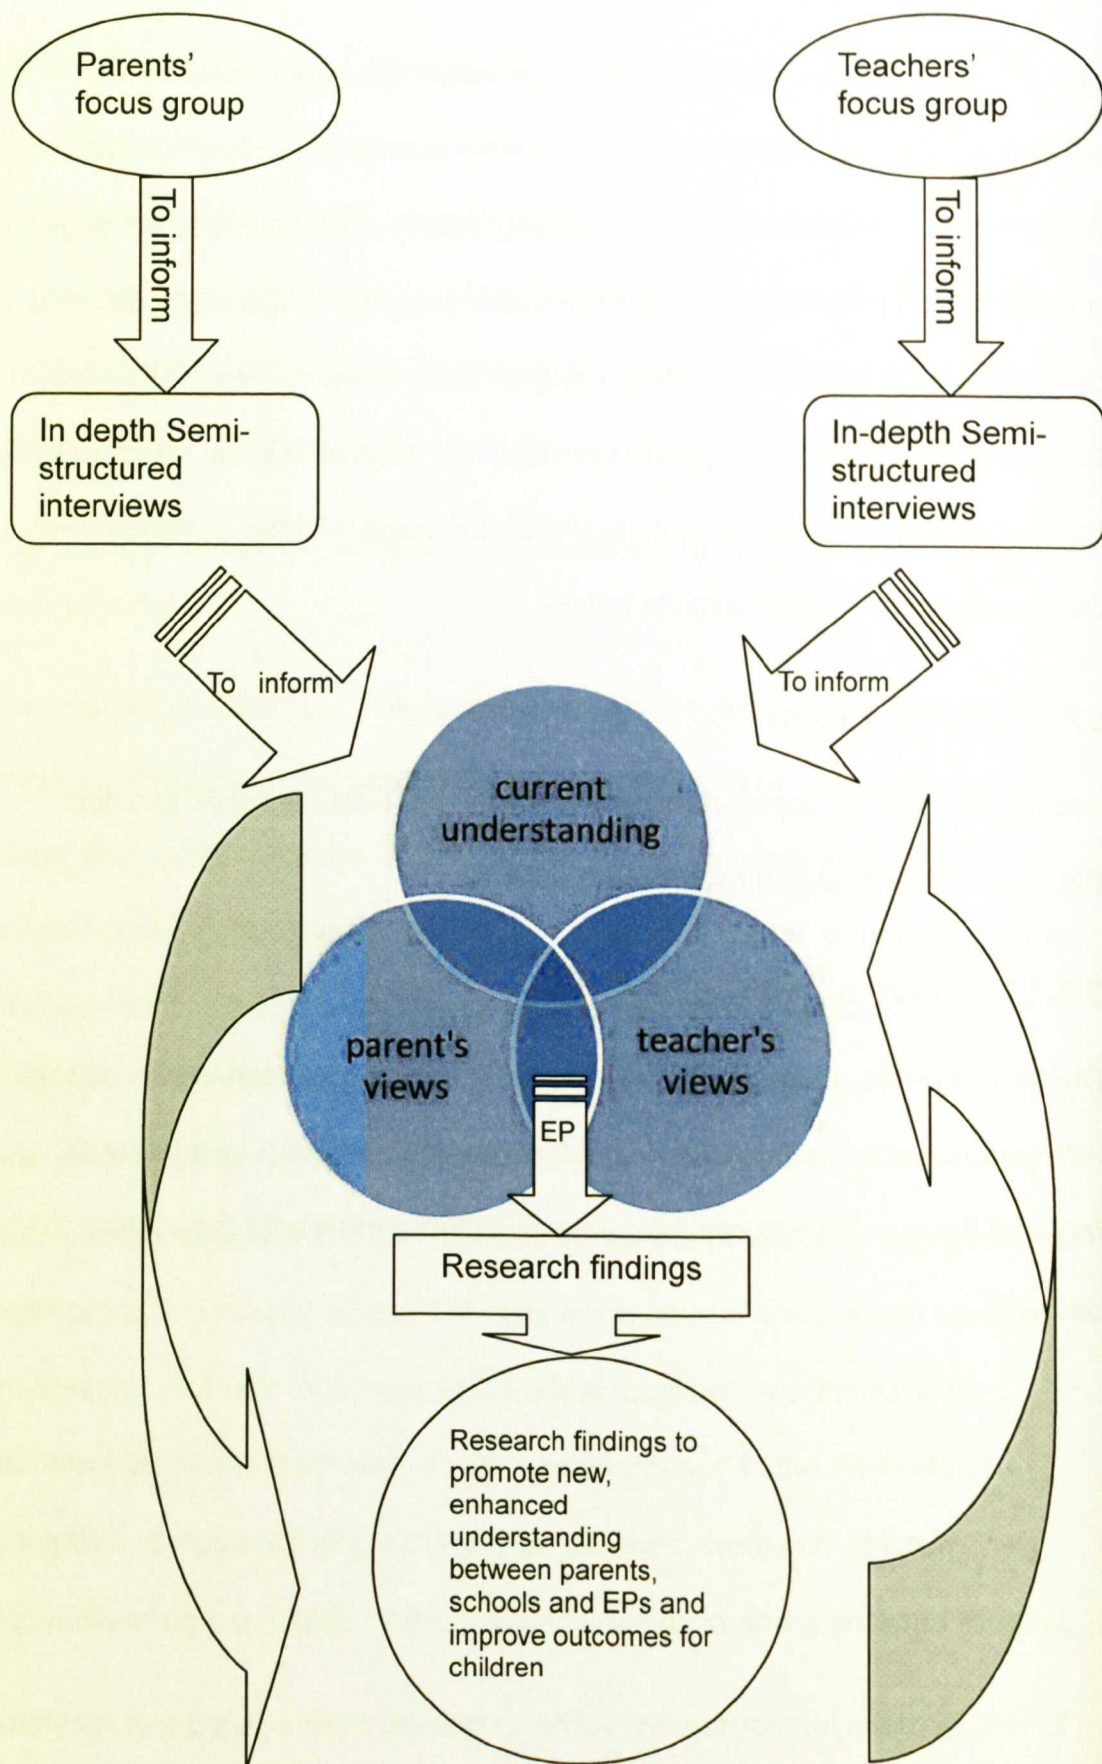 Parents'
focus group
Teachers'
focus group
To inform
To inform
In depth Semi-
structured
interviews
In-depth Semi-
structured
interviews
To inform
To inform
current
understanding
parent's
views
teacher's
views
EP
Research findings
Research findings to
promote new,
enhanced
understanding
between parents,
schools and EPs and
improve outcomes for
children